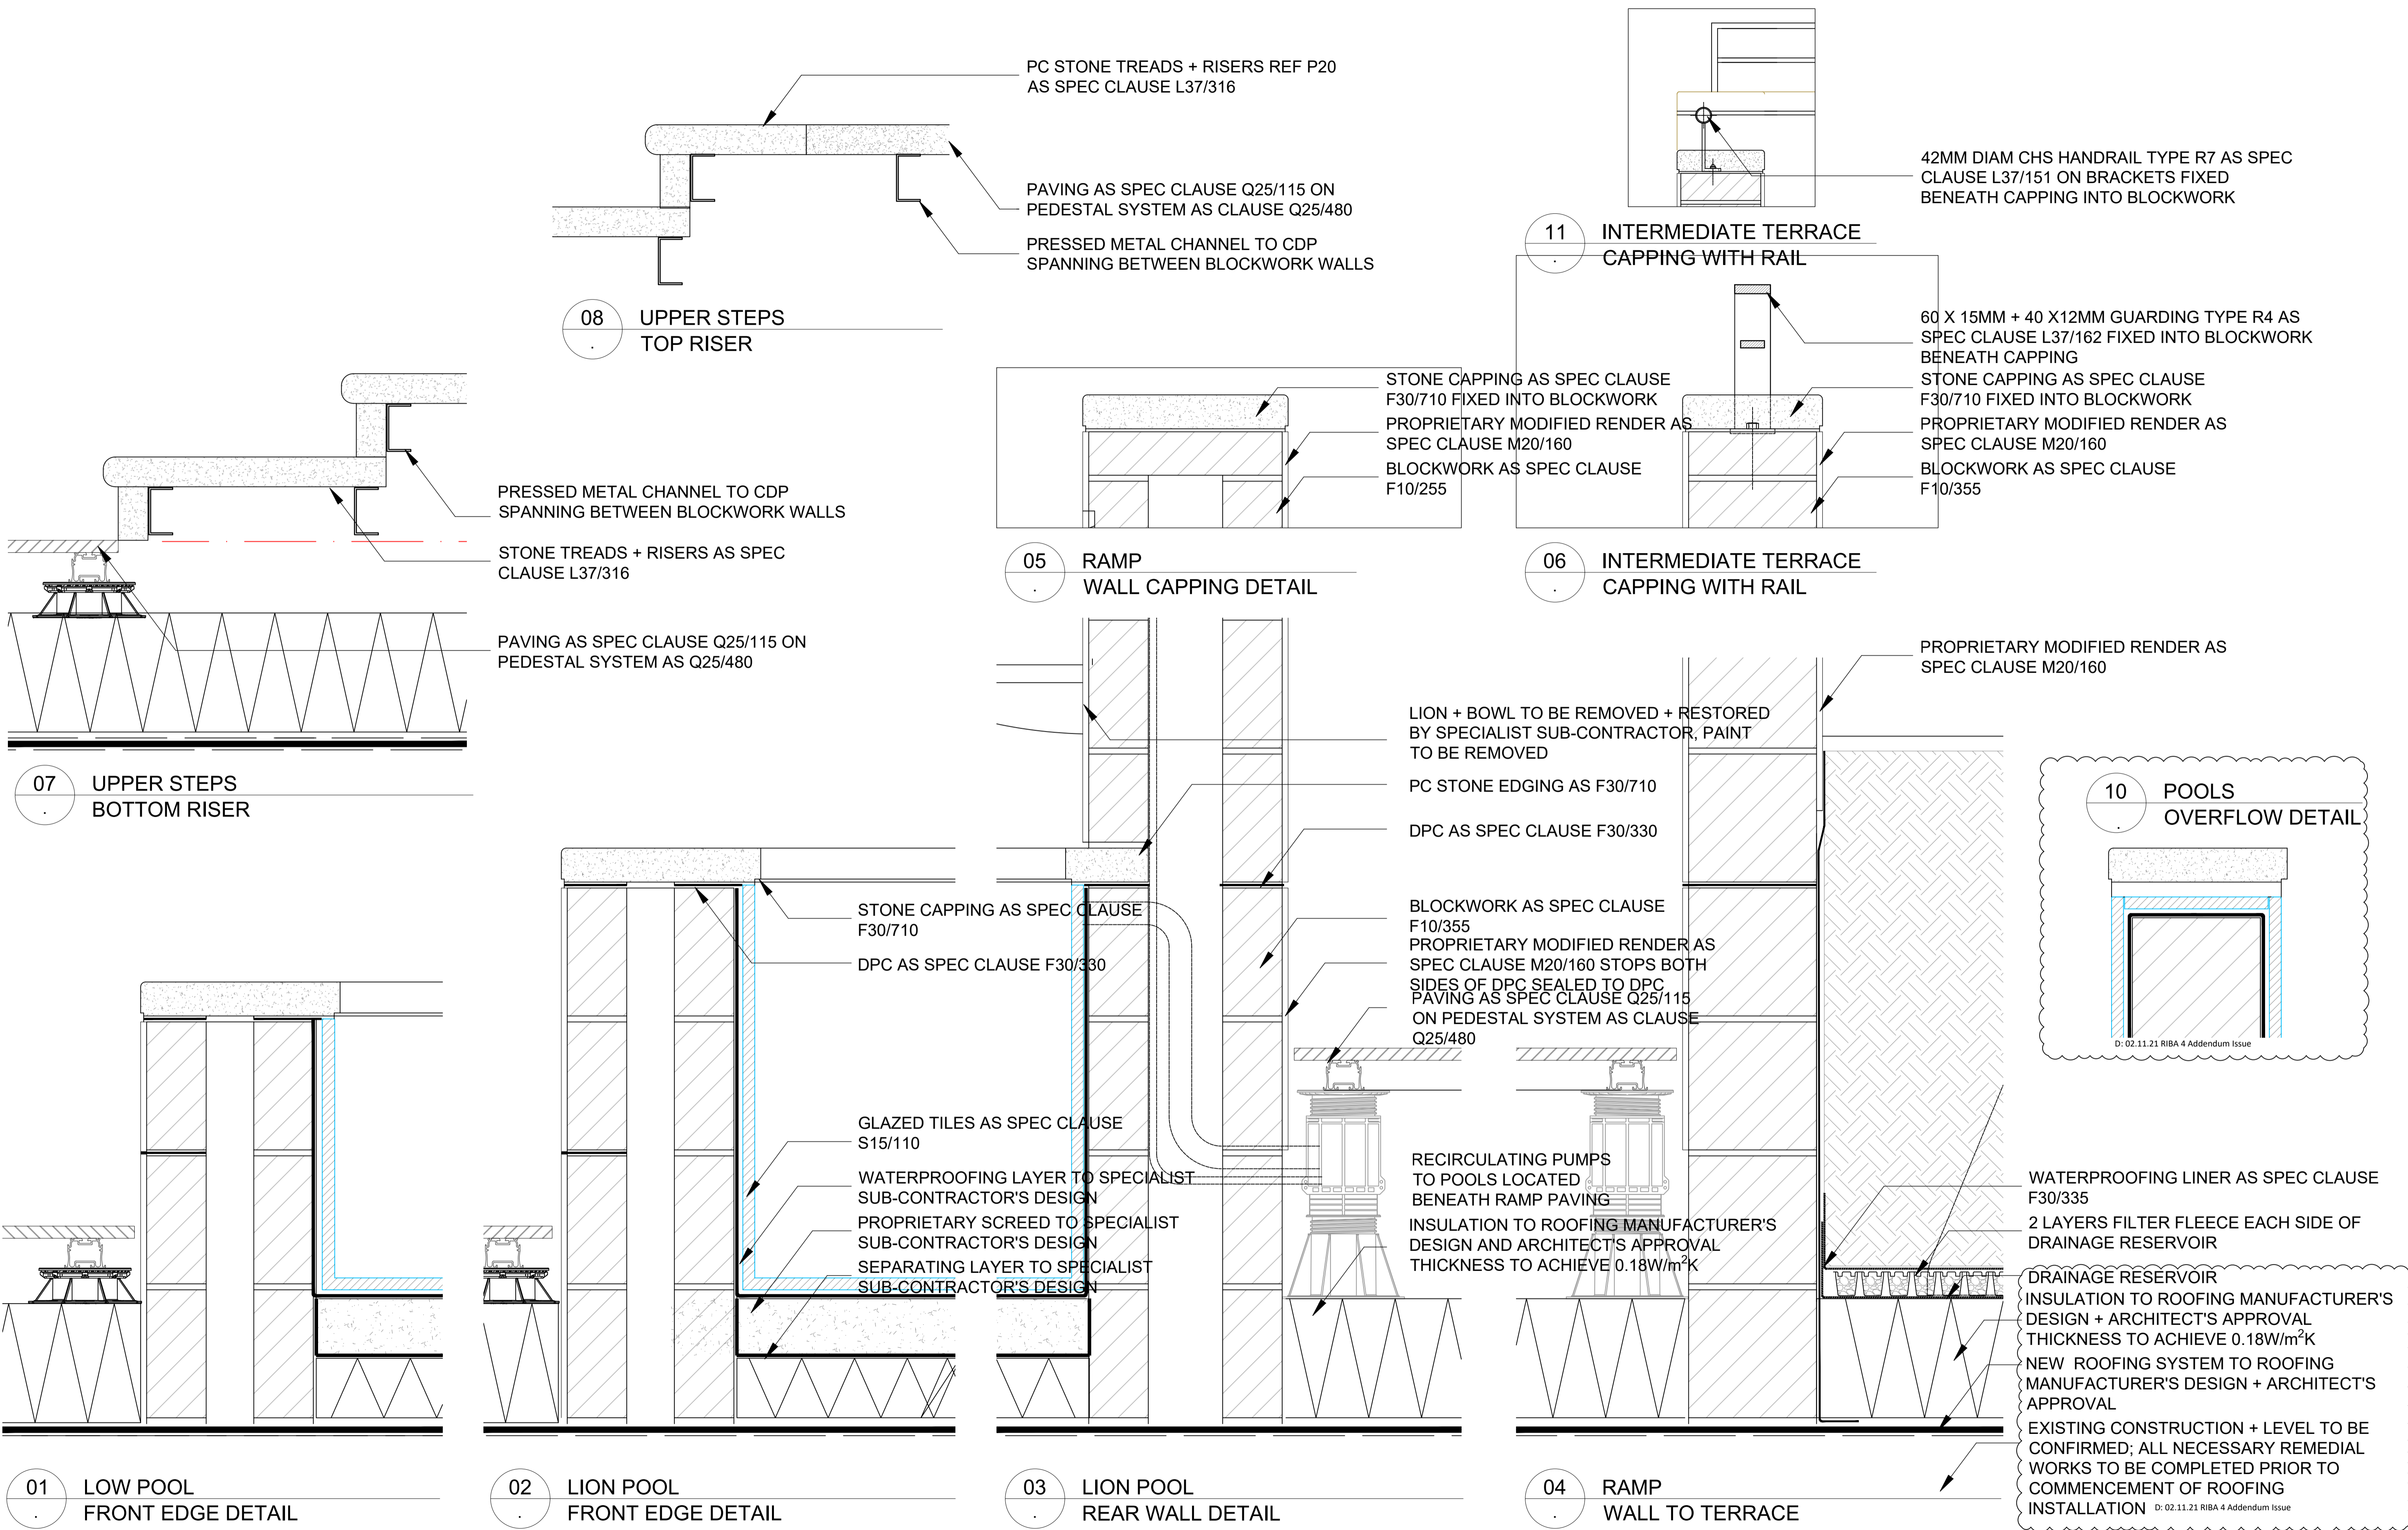 PC STONE TREADS + RISERS REF P20
AS SPEC CLAUSE L37/316
PAVING AS SPEC CLAUSE Q25/115 ON
PEDESTAL SYSTEM AS CLAUSE Q25/480
PRESSED METAL CHANNEL TO CDP
SPANNING BETWEEN BLOCKWORK WALLS
08
UPPER STEPS
.
TOP RISER
42MM DIAM CHS HANDRAIL TYPE R7 AS SPEC
CLAUSE L37/151 ON BRACKETS FIXED
BENEATH CAPPING INTO BLOCKWORK
11
INTERMEDIATE TERRACE
.
CAPPING WITH RAIL
PRESSED METAL CHANNEL TO CDP
SPANNING BETWEEN BLOCKWORK WALLS
STONE TREADS + RISERS AS SPEC
CLAUSE L37/316
PAVING AS SPEC CLAUSE Q25/115 ON
PEDESTAL SYSTEM AS Q25/480
07
UPPER STEPS
.
BOTTOM RISER
STONE CAPPING AS SPEC CLAUSE
F30/710 FIXED INTO BLOCKWORK
PROPRIETARY MODIFIED RENDER AS
SPEC CLAUSE M20/160
BLOCKWORK AS SPEC CLAUSE
F10/255
05
RAMP
.
WALL CAPPING DETAIL
60 X 15MM + 40 X12MM GUARDING TYPE R4 AS
SPEC CLAUSE L37/162 FIXED INTO BLOCKWORK
BENEATH CAPPING
STONE CAPPING AS SPEC CLAUSE
F30/710 FIXED INTO BLOCKWORK
PROPRIETARY MODIFIED RENDER AS
SPEC CLAUSE M20/160
BLOCKWORK AS SPEC CLAUSE
F10/355
06
INTERMEDIATE TERRACE
.
CAPPING WITH RAIL
01
LOW POOL
.
FRONT EDGE DETAIL
STONE CAPPING AS SPEC CLAUSE
F30/710
DPC AS SPEC CLAUSE F30/330
GLAZED TILES AS SPEC CLAUSE
S15/110
WATERPROOFING LAYER TO SPECIALIST
SUB-CONTRACTOR'S DESIGN
PROPRIETARY SCREED TO SPECIALIST
SUB-CONTRACTOR'S DESIGN
SEPARATING LAYER TO SPECIALIST
SUB-CONTRACTOR'S DESIGN
02
LION POOL
.
FRONT EDGE DETAIL
LION + BOWL TO BE REMOVED + RESTORED
BY SPECIALIST SUB-CONTRACTOR, PAINT
TO BE REMOVED
PC STONE EDGING AS F30/710
DPC AS SPEC CLAUSE F30/330
BLOCKWORK AS SPEC CLAUSE
F10/355
PROPRIETARY MODIFIED RENDER AS
SPEC CLAUSE M20/160 STOPS BOTH
SIDES OF DPC SEALED TO DPC
PAVING AS SPEC CLAUSE Q25/115
ON PEDESTAL SYSTEM AS CLAUSE
Q25/480
RECIRCULATING PUMPS
TO POOLS LOCATED
BENEATH RAMP PAVING
INSULATION TO ROOFING MANUFACTURER'S
DESIGN AND ARCHITECT'S APPROVAL
THICKNESS TO ACHIEVE 0.18W/m²K
03
LION POOL
.
REAR WALL DETAIL
PROPRIETARY MODIFIED RENDER AS
SPEC CLAUSE M20/160
10
POOLS
.
OVERFLOW DETAIL
D: 02.11.21 RIBA 4 Addendum Issue
WATERPROOFING LINER AS SPEC CLAUSE
F30/335
2 LAYERS FILTER FLEECE EACH SIDE OF
DRAINAGE RESERVOIR
DRAINAGE RESERVOIR
INSULATION TO ROOFING MANUFACTURER'S
DESIGN + ARCHITECT'S APPROVAL
THICKNESS TO ACHIEVE 0.18W/m²K
NEW ROOFING SYSTEM TO ROOFING
MANUFACTURER'S DESIGN + ARCHITECT'S
APPROVAL
EXISTING CONSTRUCTION + LEVEL TO BE
CONFIRMED; ALL NECESSARY REMEDIAL
WORKS TO BE COMPLETED PRIOR TO
COMMENCEMENT OF ROOFING
INSTALLATION D: 02.11.21 RIBA 4 Addendum Issue
04
RAMP
.
WALL TO TERRACE